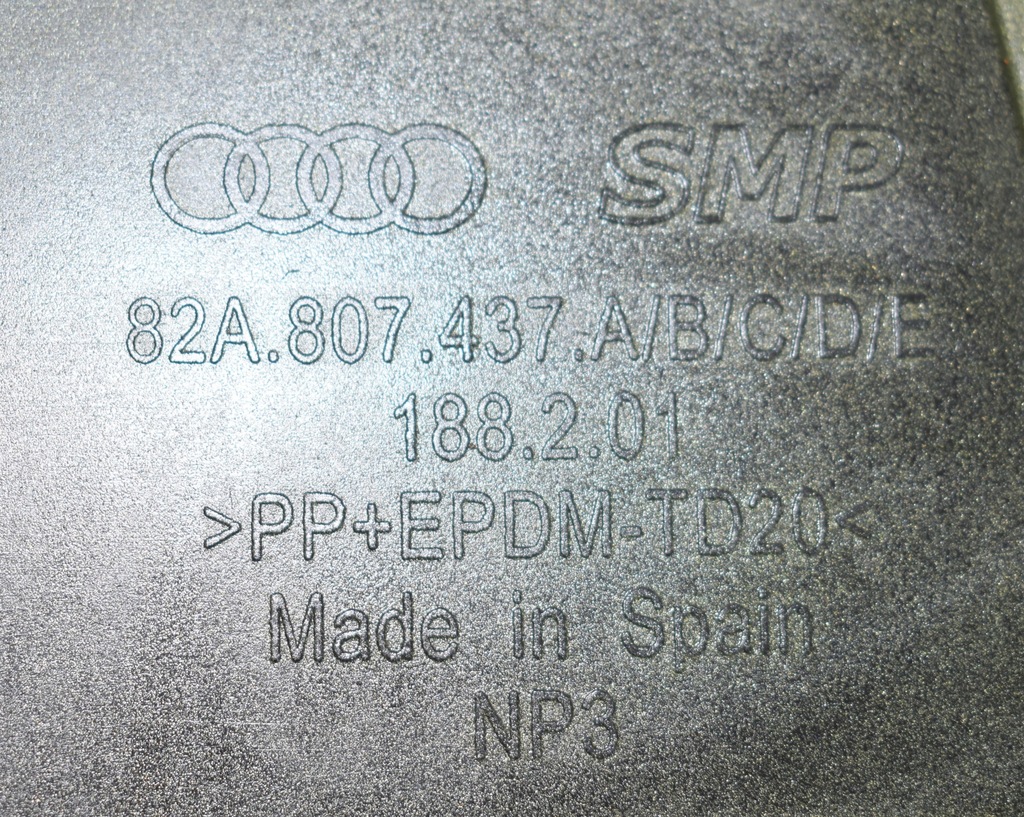 SMP
82A.807.437.A/B/C/D/E
188.2.01
>PP+EPDM-TD20<
Made in Spain
NP3